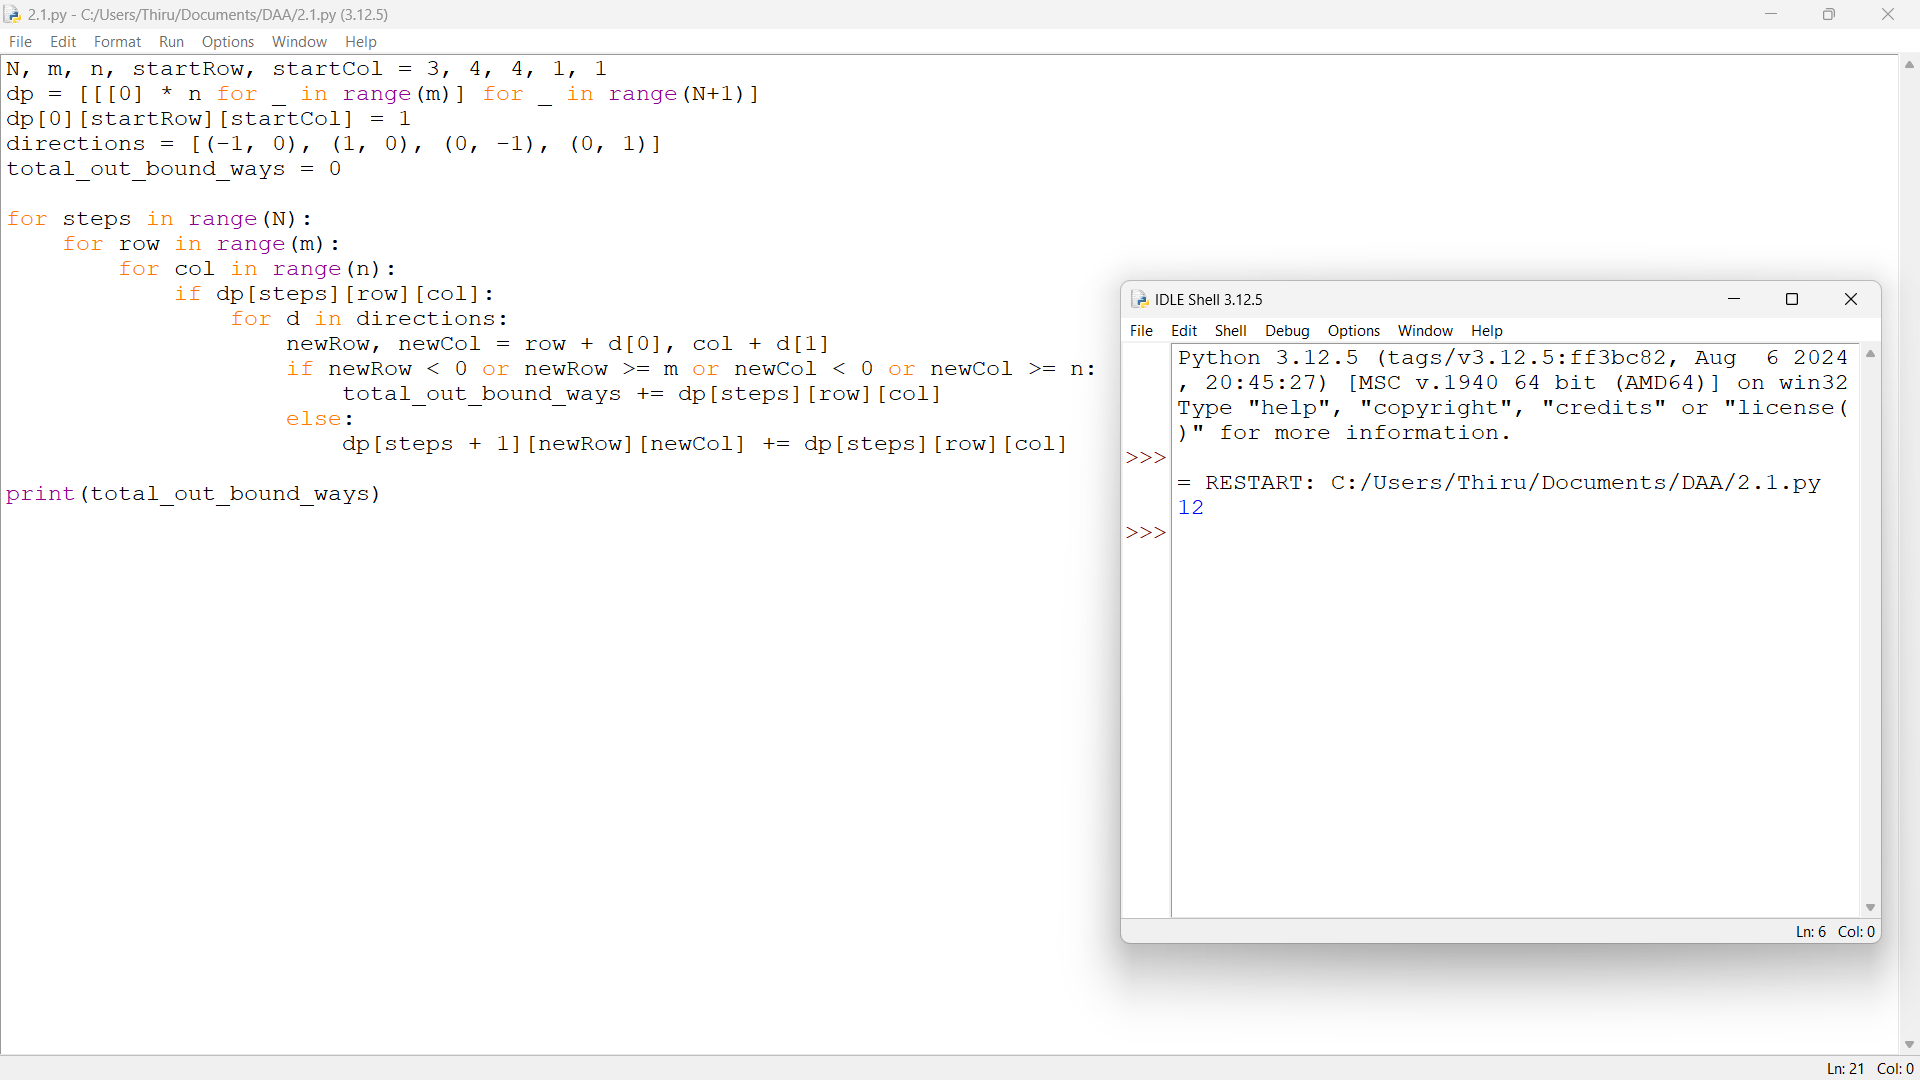 2.1.py - C:/Users/Thiru/Documents/DAA/2.1.py (3.12.5)
File Edit Format Run Options Window Help
N, m, n, startRow, startCol = 3, 4, 4, 1, 1
dp = [[[0] * n for _ in range(m)] for _ in range(N+1)]
dp[0][startRow][startCol] = 1
directions = [(-1, 0), (1, 0), (0, -1), (0, 1)]
total_out_bound_ways = 0
for steps in range(N):
    for row in range(m):
        for col in range(n):
            if dp[steps][row][col]:
                for d in directions:
                    newRow, newCol = row + d[0], col + d[1]
                    if newRow < 0 or newRow >= m or newCol < 0 or newCol >= n:
                        total_out_bound_ways += dp[steps][row][col]
                    else:
                        dp[steps + 1][newRow][newCol] += dp[steps][row][col]
print(total_out_bound_ways)
IDLE Shell 3.12.5
File Edit Shell Debug Options Window Help
Python 3.12.5 (tags/v3.12.5:ff3bc82, Aug  6 2024
, 20:45:27) [MSC v.1940 64 bit (AMD64)] on win32
Type "help", "copyright", "credits" or "license(
)" for more information.
>>>
= RESTART: C:/Users/Thiru/Documents/DAA/2.1.py
12
>>>
Ln: 6 Col: 0
Ln: 21 Col: 0